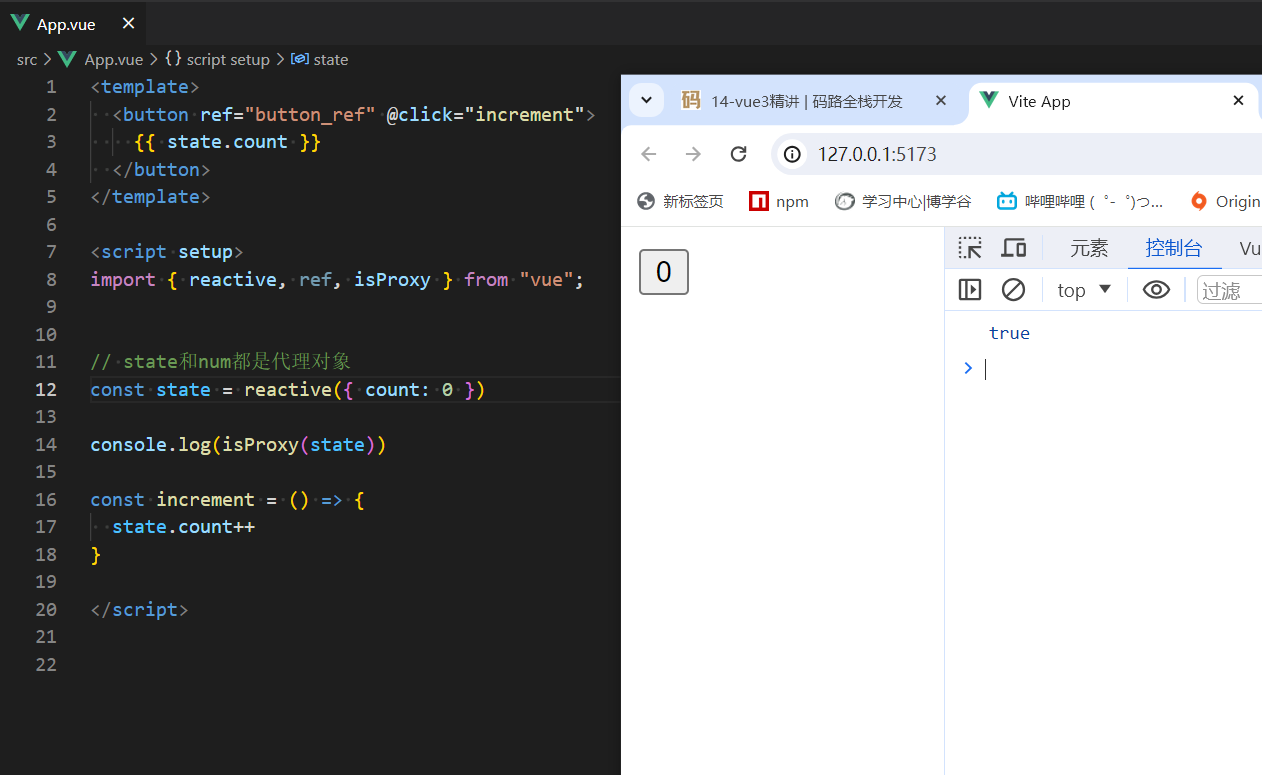 App.vue
src > App.vue > {} script setup > state
1 <template>
2 <button ref="button_ref" @click="increment">
3 {{ state.count }}
4 </button>
5 </template>
6
7 <script setup>
8 import { reactive, ref, isProxy } from "vue";
9
10
11 // state和num都是代理对象
12 const state = reactive({ count: 0 })
13
14 console.log(isProxy(state))
15
16 const increment = () => {
17 state.count++
18 }
19
20 </script>
21
22
码 14-vue3精讲 | 码路全栈开发
Vite App
127.0.0.1:5173
新标签页 npm 学习中心|博学谷 哔哩哔哩 (゜-゜)つ... Origin
0
元素 控制台 Vu
top 过滤
true
>